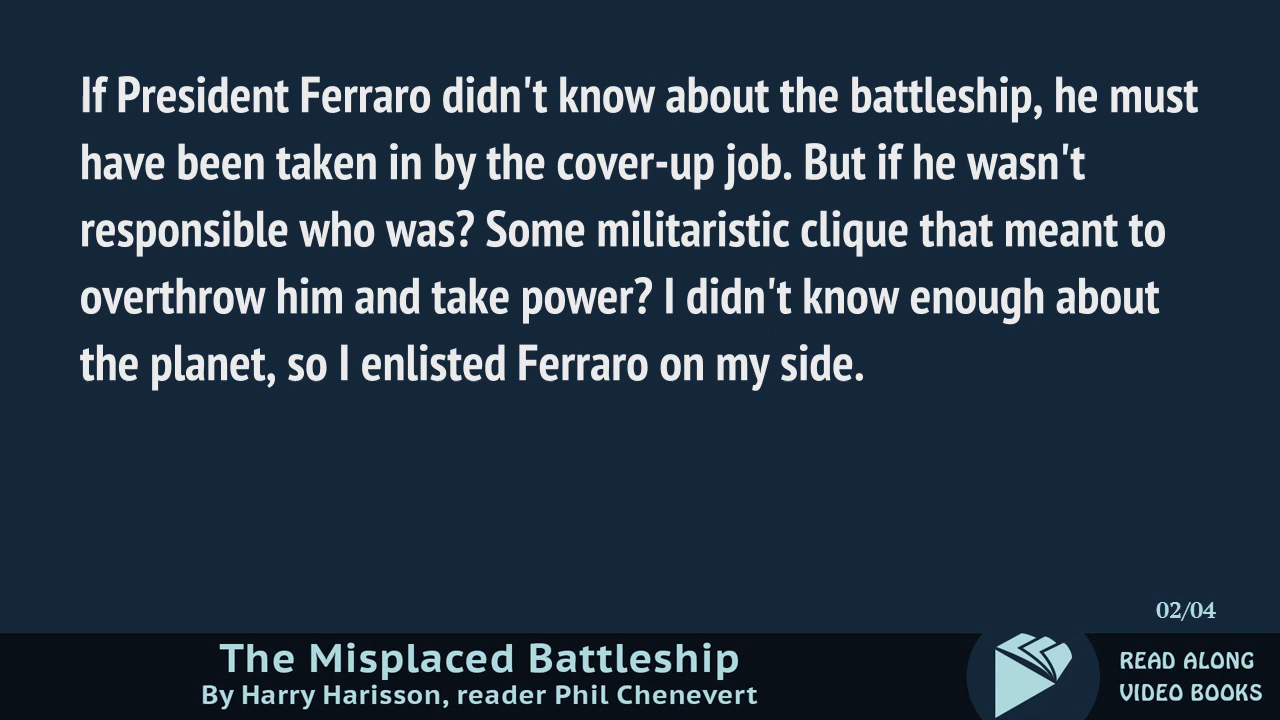 If President Ferraro didn't know about the battleship, he must
have been taken in by the cover-up job. But if he wasn't
responsible who was? Some militaristic clique that meant to
overthrow him and take power? I didn't know enough about
the planet, so I enlisted Ferraro on my side.
02/04
The Misplaced Battleship
By Harry Harisson, reader Phil Chenevert
READ ALONG
VIDEO BOOKS